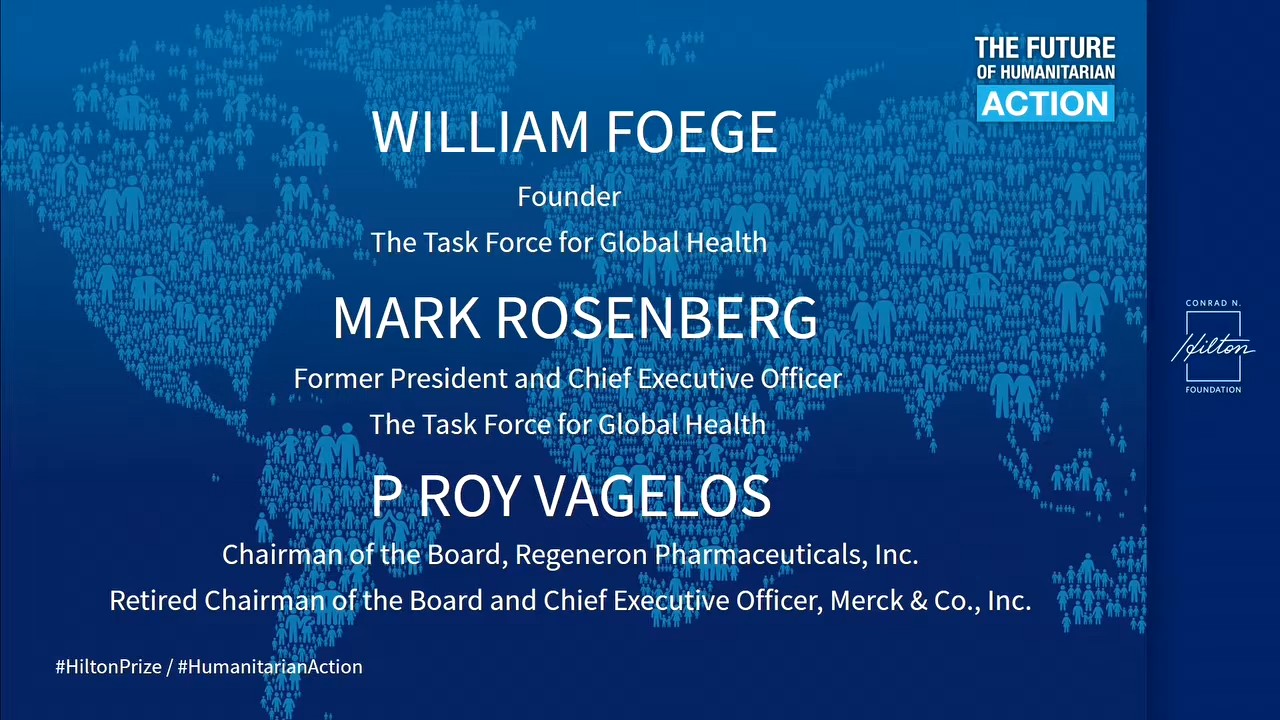 THE FUTURE
OF HUMANITARIAN
ACTION
WILLIAM FOEGE
Founder
The Task Force for Global Health
MARK ROSENBERG
Former President and Chief Executive Officer
The Task Force for Global Health
P ROY VAGELOS
Chairman of the Board, Regeneron Pharmaceuticals, Inc.
Retired Chairman of the Board and Chief Executive Officer, Merck & Co., Inc.
#HiltonPrize / #HumanitarianAction
CONRAD N.
Hilton
FOUNDATION